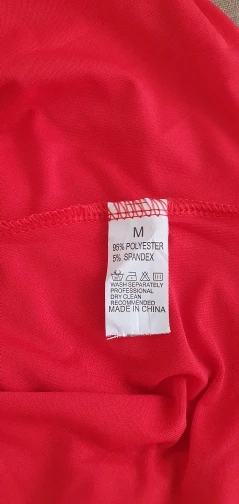 M
95% POLYESTER
5% SPANDEX
WASH SEPARATELY
PROFESSIONAL
DRY CLEAN
RECOMMENDED
MADE IN CHINA